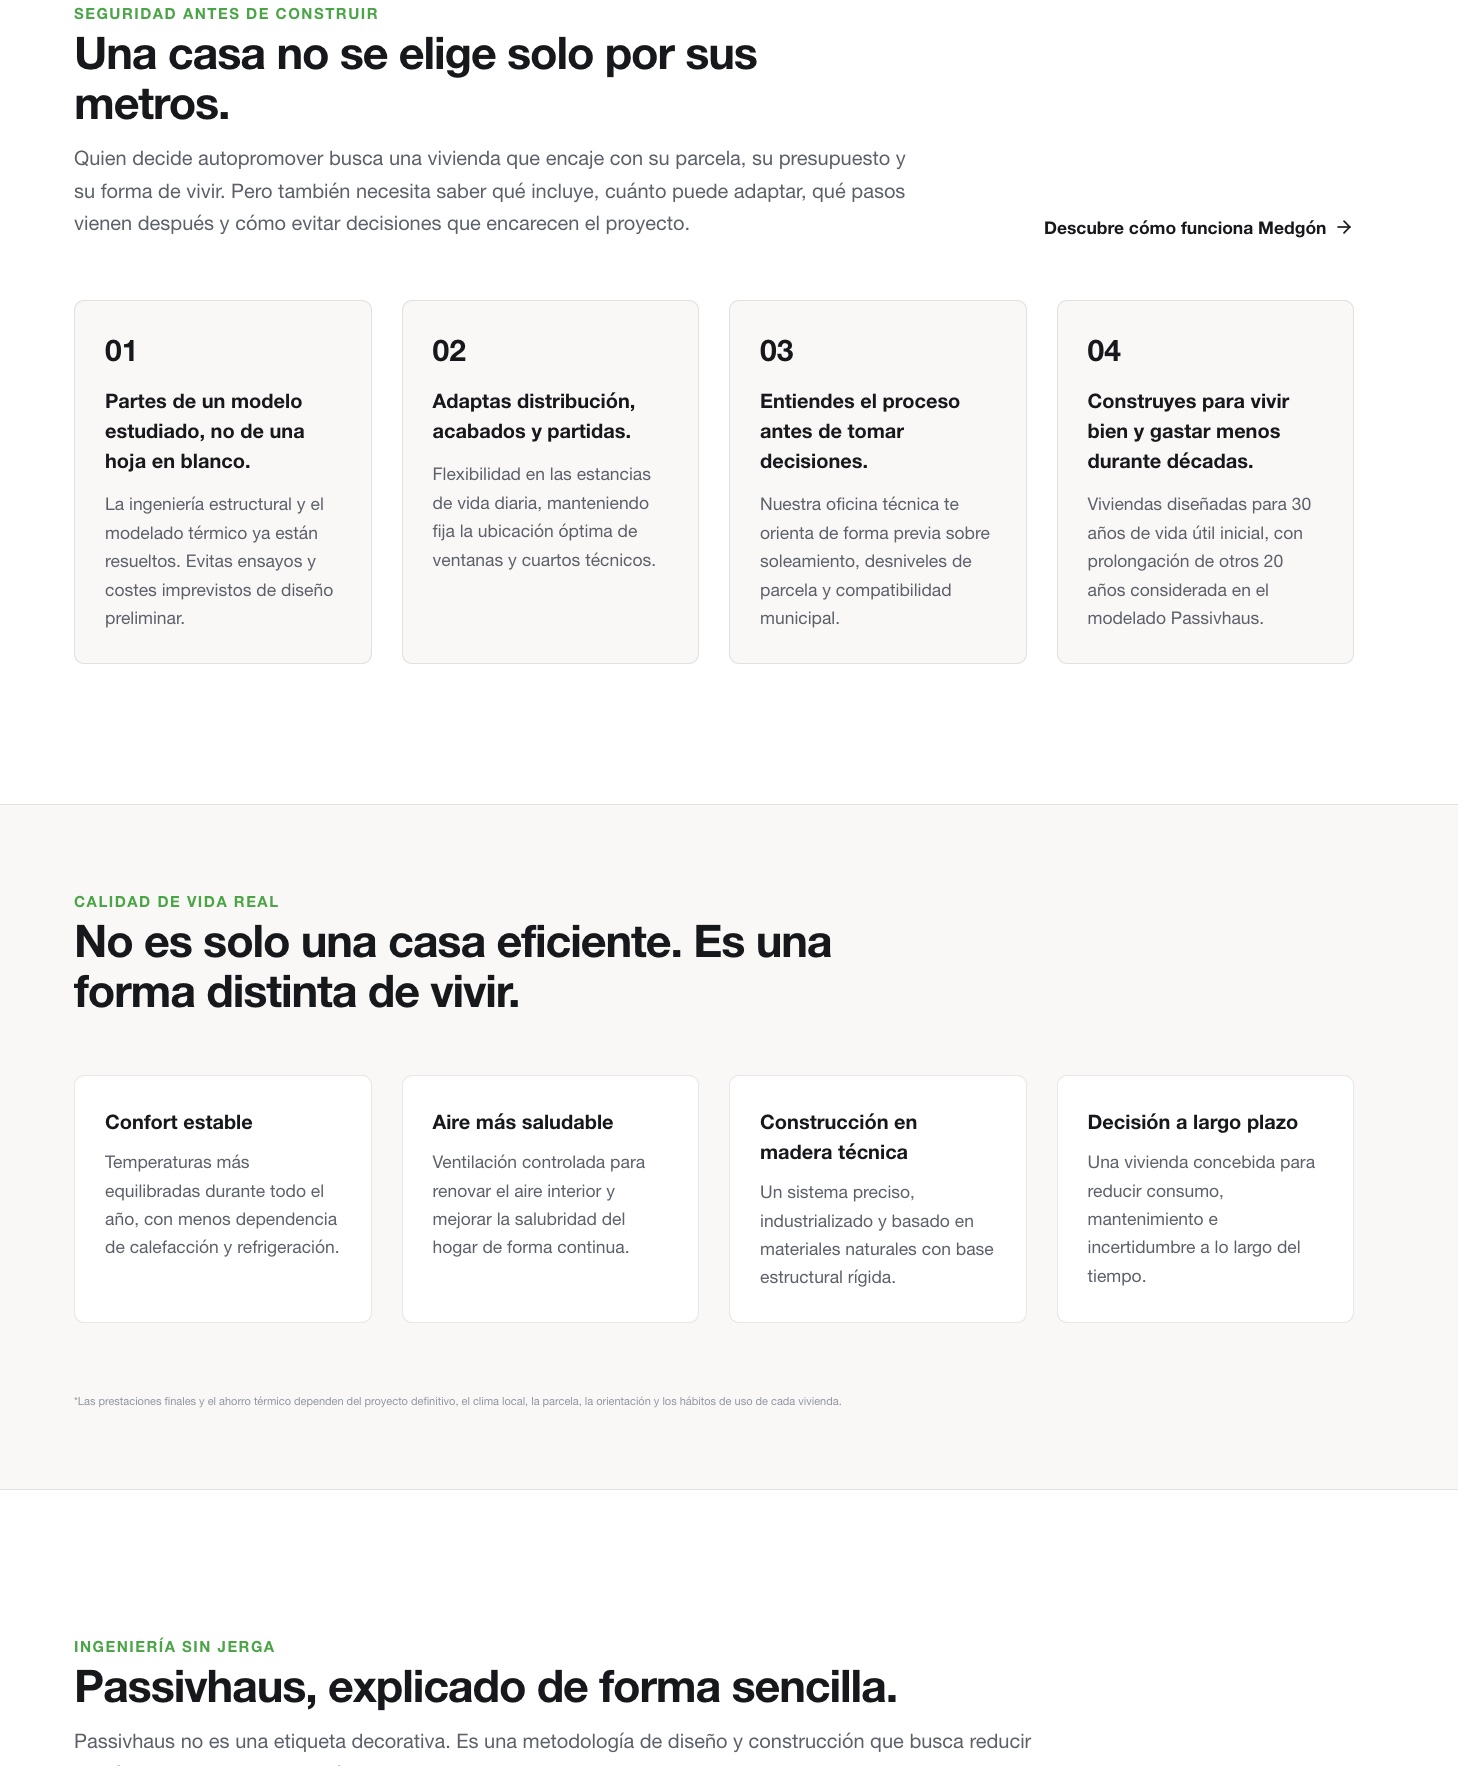 SEGURIDAD ANTES DE CONSTRUIR
Una casa no se elige solo por sus
metros.
Quien decide autopromover busca una vivienda que encaje con su parcela, su presupuesto y
su forma de vivir. Pero también necesita saber qué incluye, cuánto puede adaptar, qué pasos
vienen después y cómo evitar decisiones que encarecen el proyecto.
Descubre cómo funciona Medgón →
01
Partes de un modelo
estudiado, no de una
hoja en blanco.
La ingeniería estructural y el
modelado térmico ya están
resueltos. Evitas ensayos y
costes imprevistos de diseño
preliminar.
02
Adaptas distribución,
acabados y partidas.
Flexibilidad en las estancias
de vida diaria, manteniendo
fija la ubicación óptima de
ventanas y cuartos técnicos.
03
Entiendes el proceso
antes de tomar
decisiones.
Nuestra oficina técnica te
orienta de forma previa sobre
soleamiento, desniveles de
parcela y compatibilidad
municipal.
04
Construyes para vivir
bien y gastar menos
durante décadas.
Viviendas diseñadas para 30
años de vida útil inicial, con
prolongación de otros 20
años considerada en el
modelado Passivhaus.
CALIDAD DE VIDA REAL
No es solo una casa eficiente. Es una
forma distinta de vivir.
Confort estable
Temperaturas más
equilibradas durante todo el
año, con menos dependencia
de calefacción y refrigeración.
Aire más saludable
Ventilación controlada para
renovar el aire interior y
mejorar la salubridad del
hogar de forma continua.
Construcción en
madera técnica
Un sistema preciso,
industrializado y basado en
materiales naturales con base
estructural rígida.
Decisión a largo plazo
Una vivienda concebida para
reducir consumo,
mantenimiento e
incertidumbre a lo largo del
tiempo.
*Las prestaciones finales y el ahorro térmico dependen del proyecto definitivo, el clima local, la parcela, la orientación y los hábitos de uso de cada vivienda.
INGENIERÍA SIN JERGA
Passivhaus, explicado de forma sencilla.
Passivhaus no es una etiqueta decorativa. Es una metodología de diseño y construcción que busca reducir